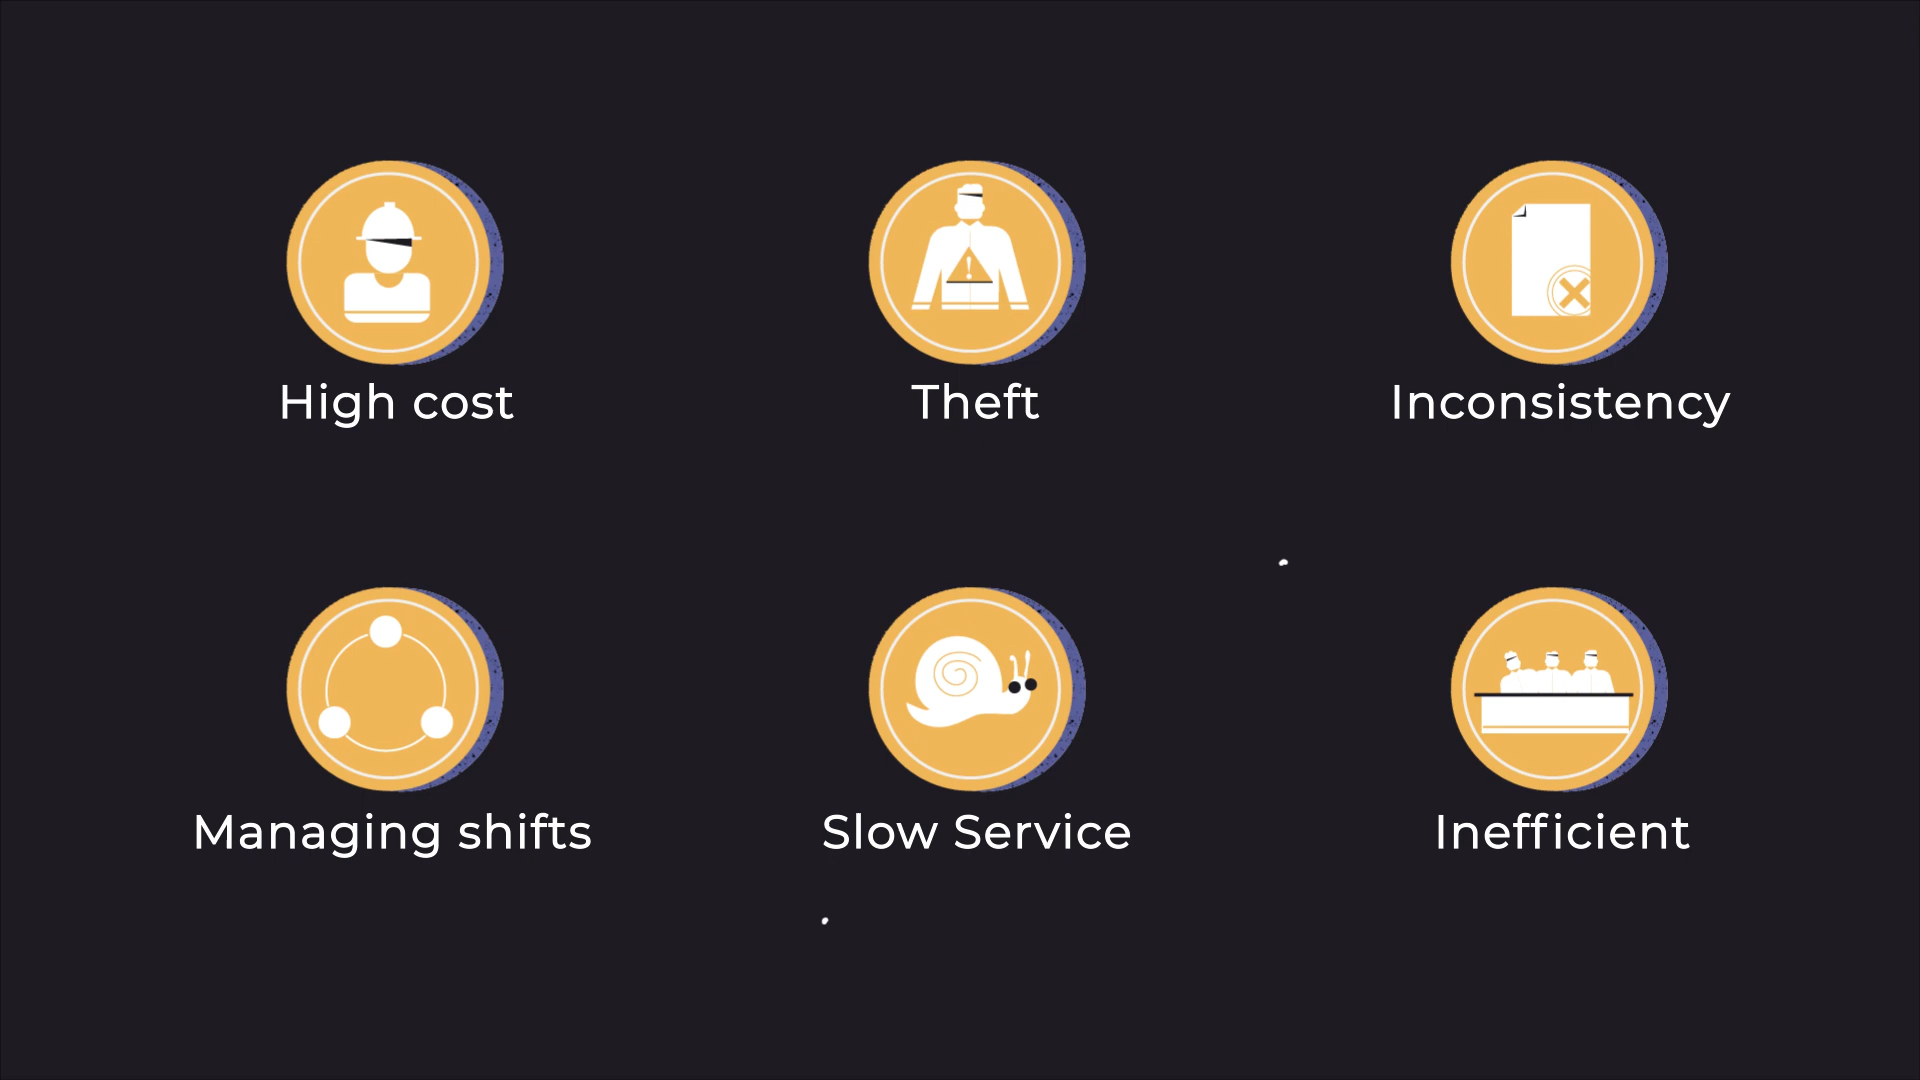 High cost
Theft
Inconsistency
Managing shifts
Slow Service
Inefficient